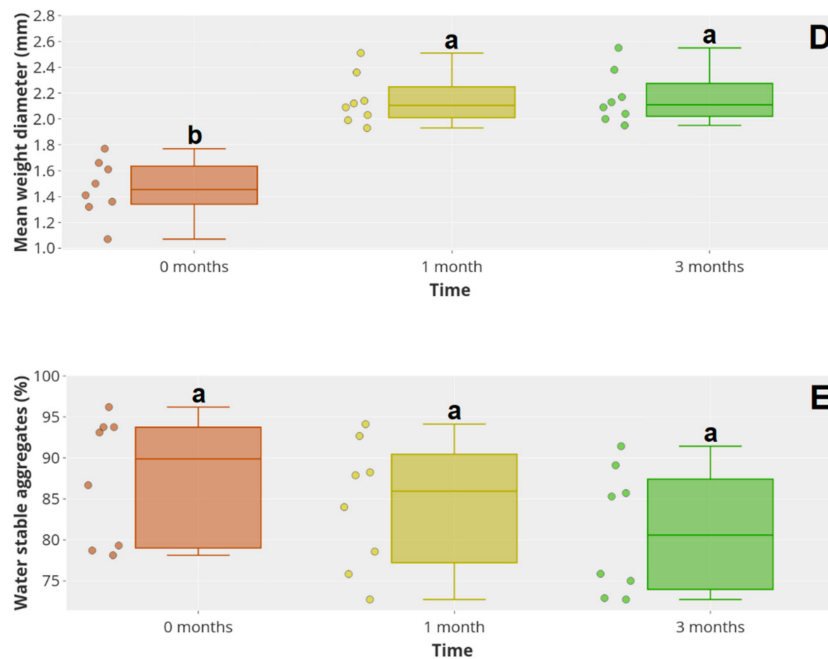 D
Mean weight diameter (mm)
2.8
2.6
2.4
2.2
2.0
1.8
1.6
1.4
1.2
1.0
b
a
a
0 months
1 month
3 months
Time
E
Water stable aggregates (%)
100
95
90
85
80
75
a
a
a
0 months
1 month
3 months
Time